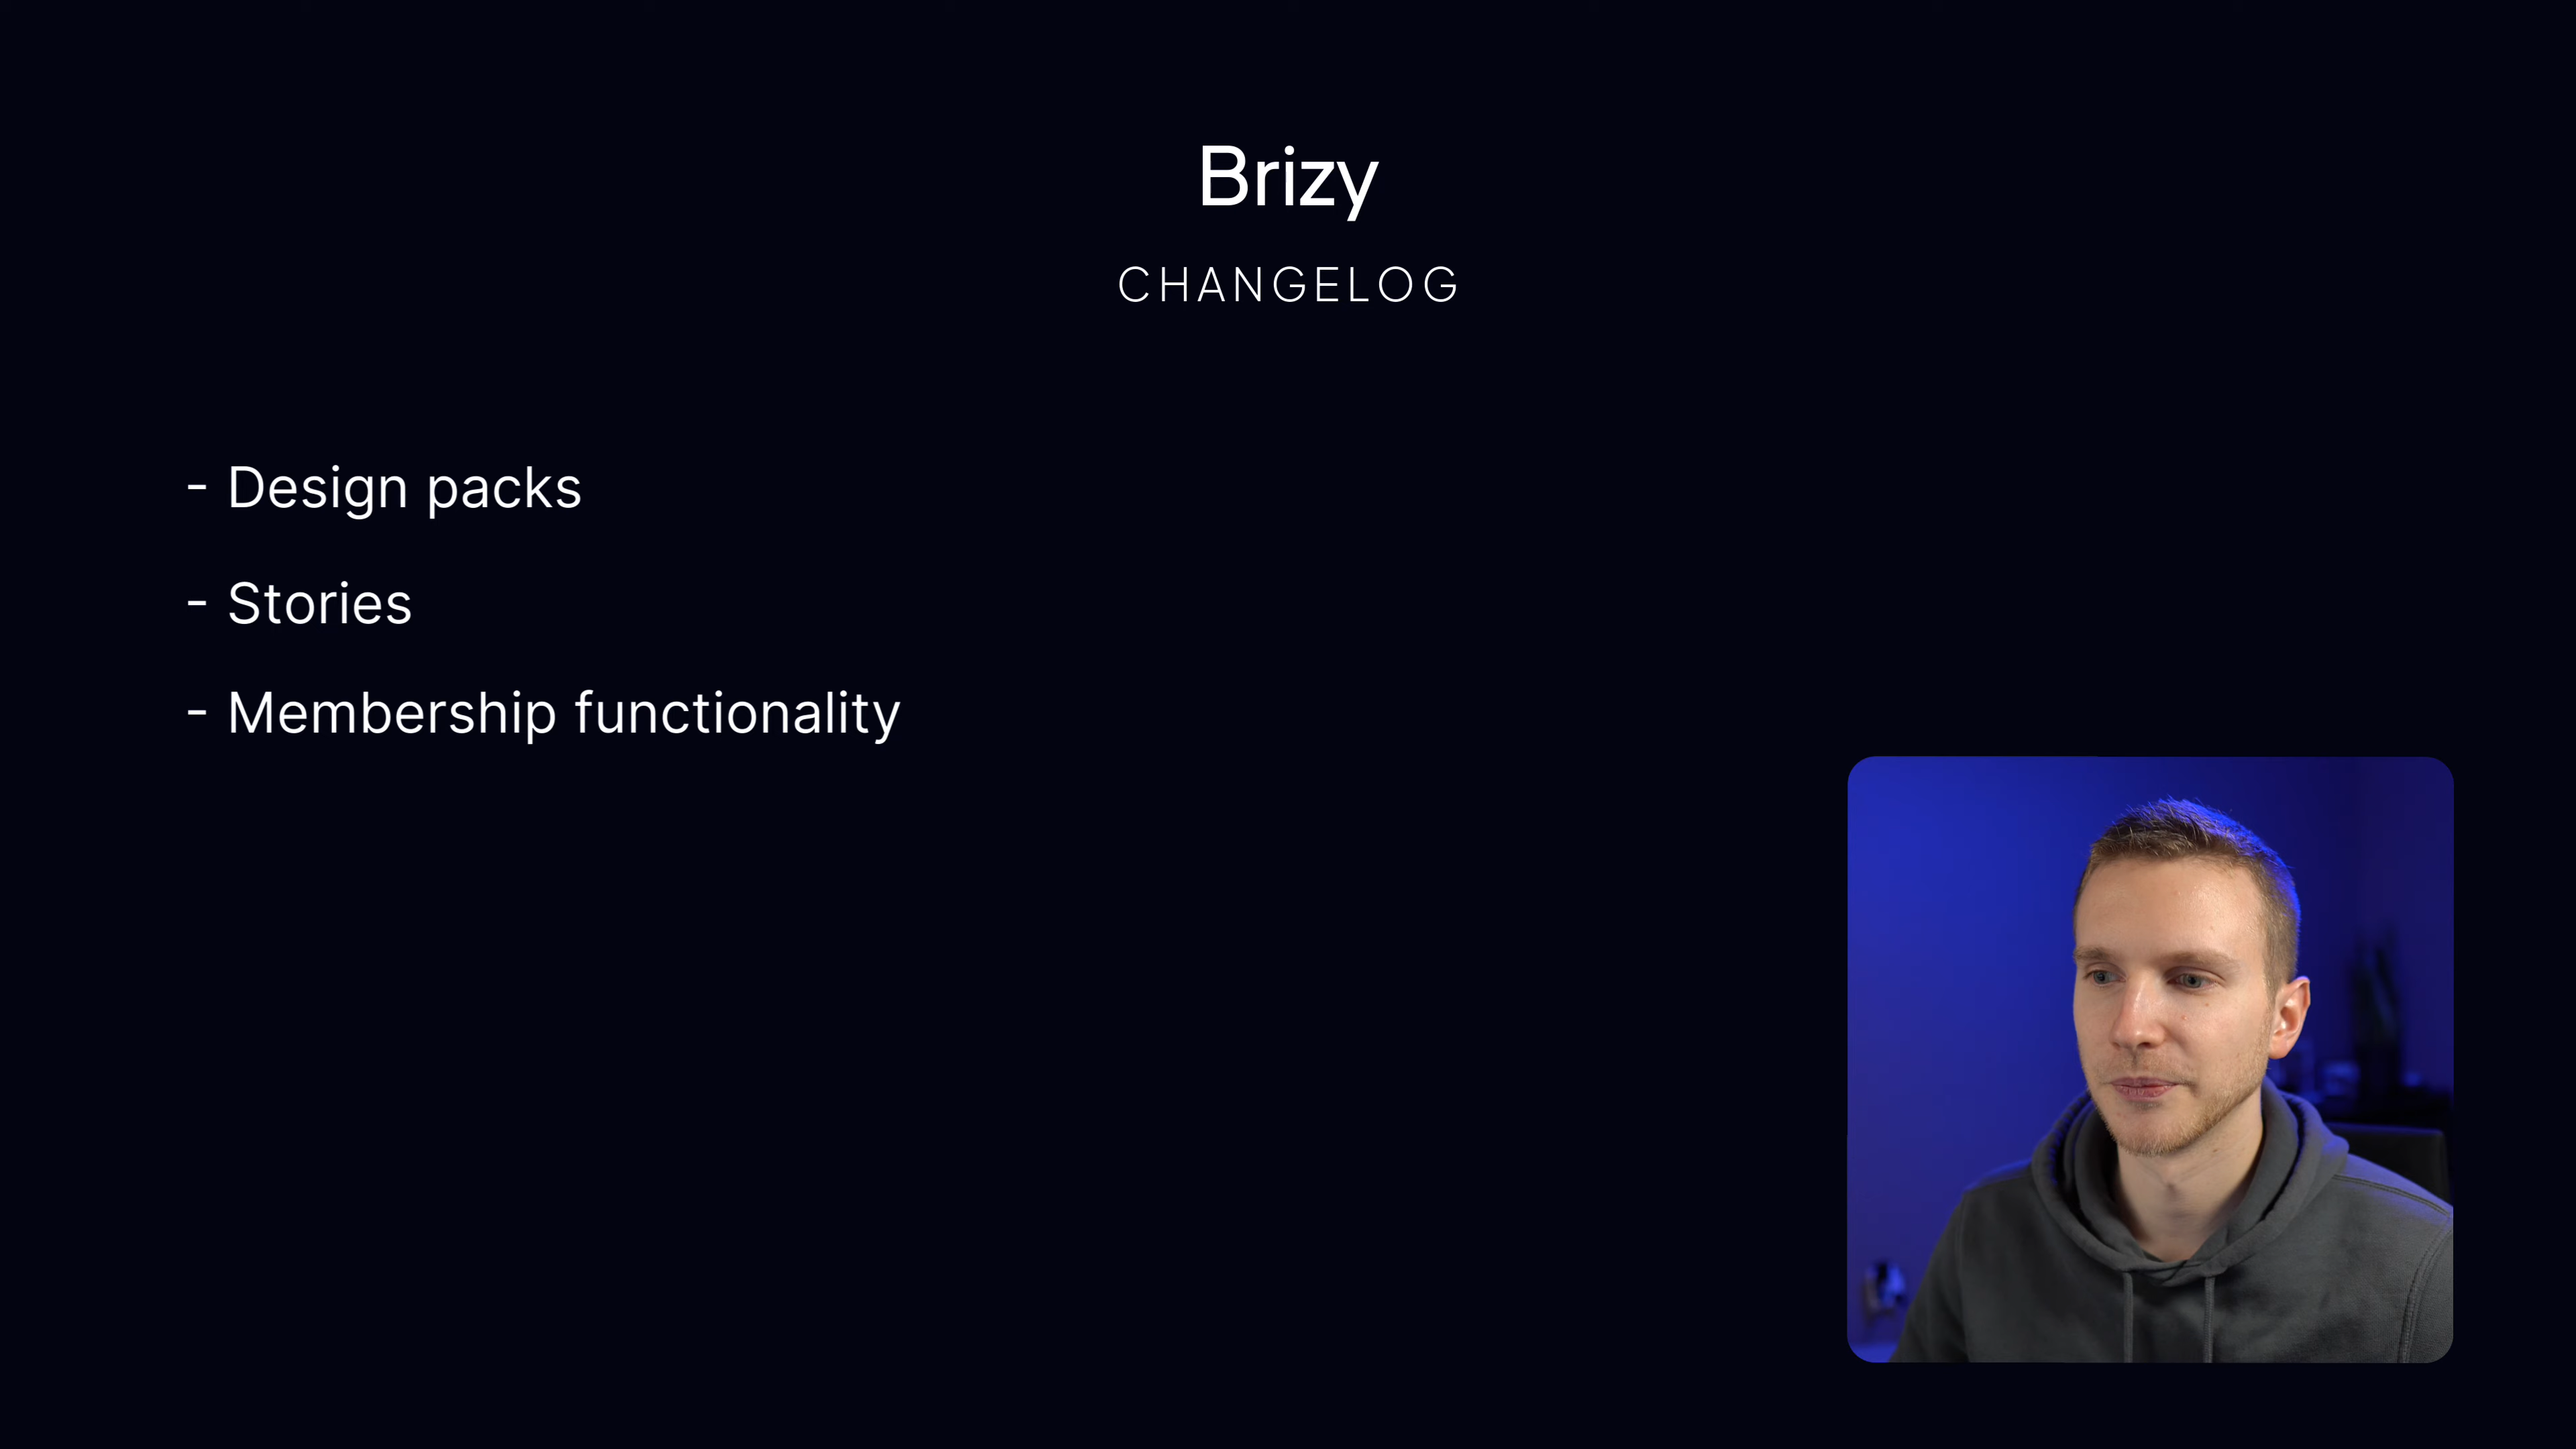 Brizy
CHANGELOG
- Design packs
- Stories
- Membership functionality